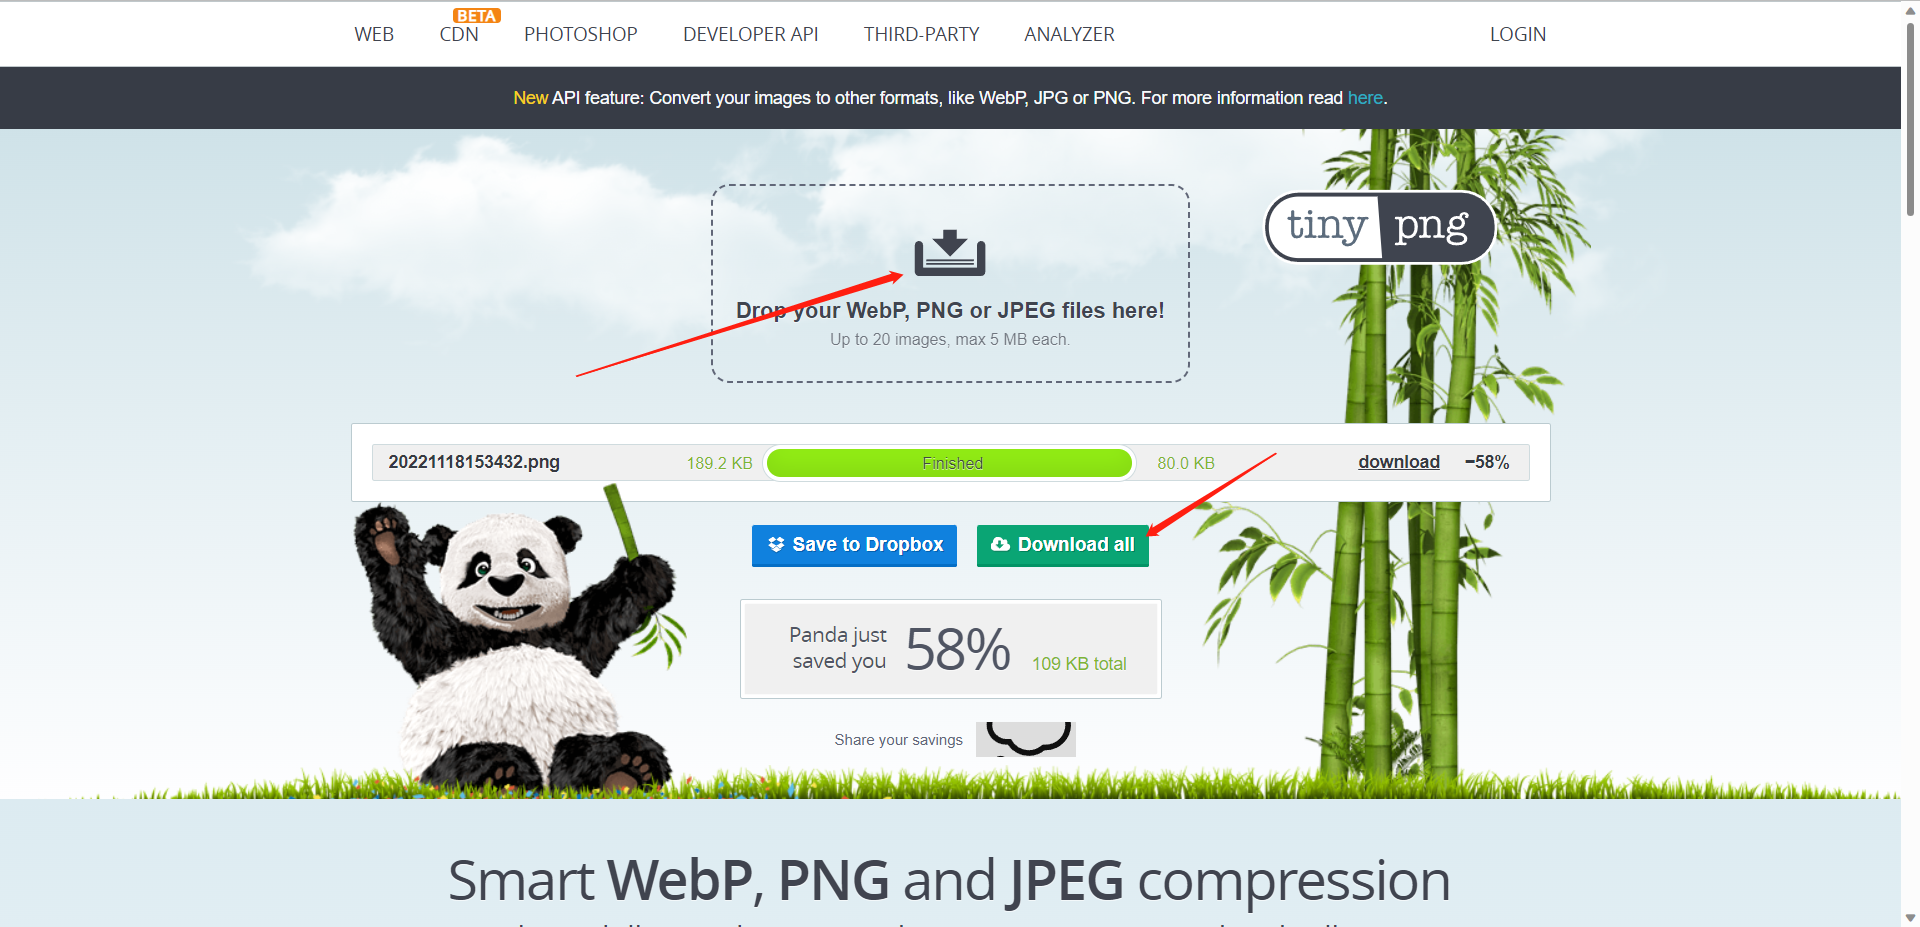 BETA
WEB CDN PHOTOSHOP DEVELOPER API THIRD-PARTY ANALYZER LOGIN
New API feature: Convert your images to other formats, like WebP, JPG or PNG. For more information read here.
tiny png
Drop your WebP, PNG or JPEG files here!
Up to 20 images, max 5 MB each.
20221118153432.png 189.2 KB Finished 80.0 KB download −58%
Save to Dropbox Download all
Panda just
saved you
58% 109 KB total
Share your savings
Smart WebP, PNG and JPEG compression